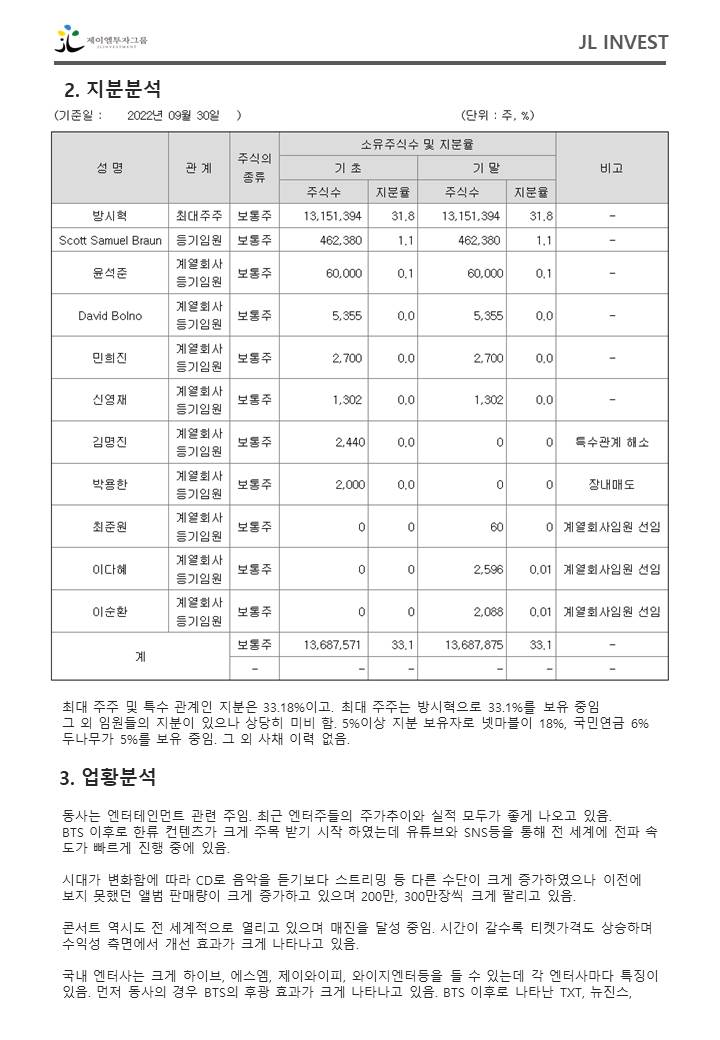 제이엘투자그룹
JLINVESTMENT
JL INVEST
2. 지분분석
(기준일 : 2022년 09월 30일 )
(단위 : 주, %)
성 명 관 계 주식의 종류 소유주식수 및 지분율 비고
기 초 기 말
주식수 지분율 주식수 지분율
방시혁 최대주주 보통주 13,151,394 31.8 13,151,394 31.8 -
Scott Samuel Braun 등기임원 보통주 462,380 1.1 462,380 1.1 -
윤석준 계열회사 등기임원 보통주 60,000 0.1 60,000 0.1 -
David Bolno 계열회사 등기임원 보통주 5,355 0.0 5,355 0.0 -
민희진 계열회사 등기임원 보통주 2,700 0.0 2,700 0.0 -
신영재 계열회사 등기임원 보통주 1,302 0.0 1,302 0.0 -
김명진 계열회사 등기임원 보통주 2,440 0.0 0 0 특수관계 해소
박용한 계열회사 등기임원 보통주 2,000 0.0 0 0 장내매도
최준원 계열회사 등기임원 보통주 0 0 60 0 계열회사임원 선임
이다혜 계열회사 등기임원 보통주 0 0 2,596 0.01 계열회사임원 선임
이순환 계열회사 등기임원 보통주 0 0 2,088 0.01 계열회사임원 선임
계 보통주 13,687,571 33.1 13,687,875 33.1 -
- - - - - -
최대 주주 및 특수 관계인 지분은 33.18%이고. 최대 주주는 방시혁으로 33.1%를 보유 중임
그 외 임원들의 지분이 있으나 상당히 미비 함. 5%이상 지분 보유자로 넷마블이 18%, 국민연금 6%
두나무가 5%를 보유 중임. 그 외 사채 이력 없음.
3. 업황분석
동사는 엔터테인먼트 관련 주임. 최근 엔터주들의 주가추이와 실적 모두가 좋게 나오고 있음.
BTS 이후로 한류 컨텐츠가 크게 주목 받기 시작 하였는데 유튜브와 SNS등을 통해 전 세계에 전파 속
도가 빠르게 진행 중에 있음.
시대가 변화함에 따라 CD로 음악을 듣기보다 스트리밍 등 다른 수단이 크게 증가하였으나 이전에
보지 못했던 앨범 판매량이 크게 증가하고 있으며 200만, 300만장씩 크게 팔리고 있음.
콘서트 역시도 전 세계적으로 열리고 있으며 매진을 달성 중임. 시간이 갈수록 티켓가격도 상승하며
수익성 측면에서 개선 효과가 크게 나타나고 있음.
국내 엔터사는 크게 하이브, 에스엠, 제이와이피, 와이지엔터등을 들 수 있는데 각 엔터사마다 특징이
있음. 먼저 동사의 경우 BTS의 후광 효과가 크게 나타나고 있음. BTS 이후로 나타난 TXT, 뉴진스,